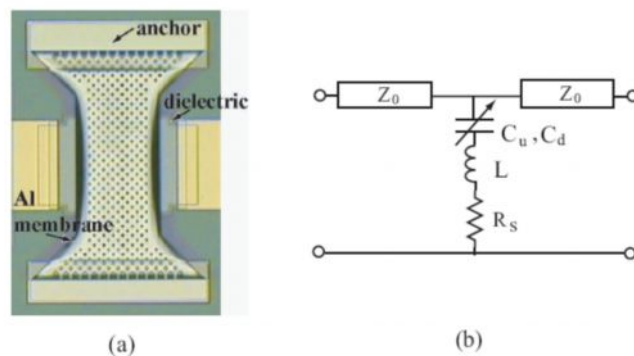 anchor
dielectric
Al
membrane
(a)
Z0
Z0
Cu, Cd
L
RS
(b)